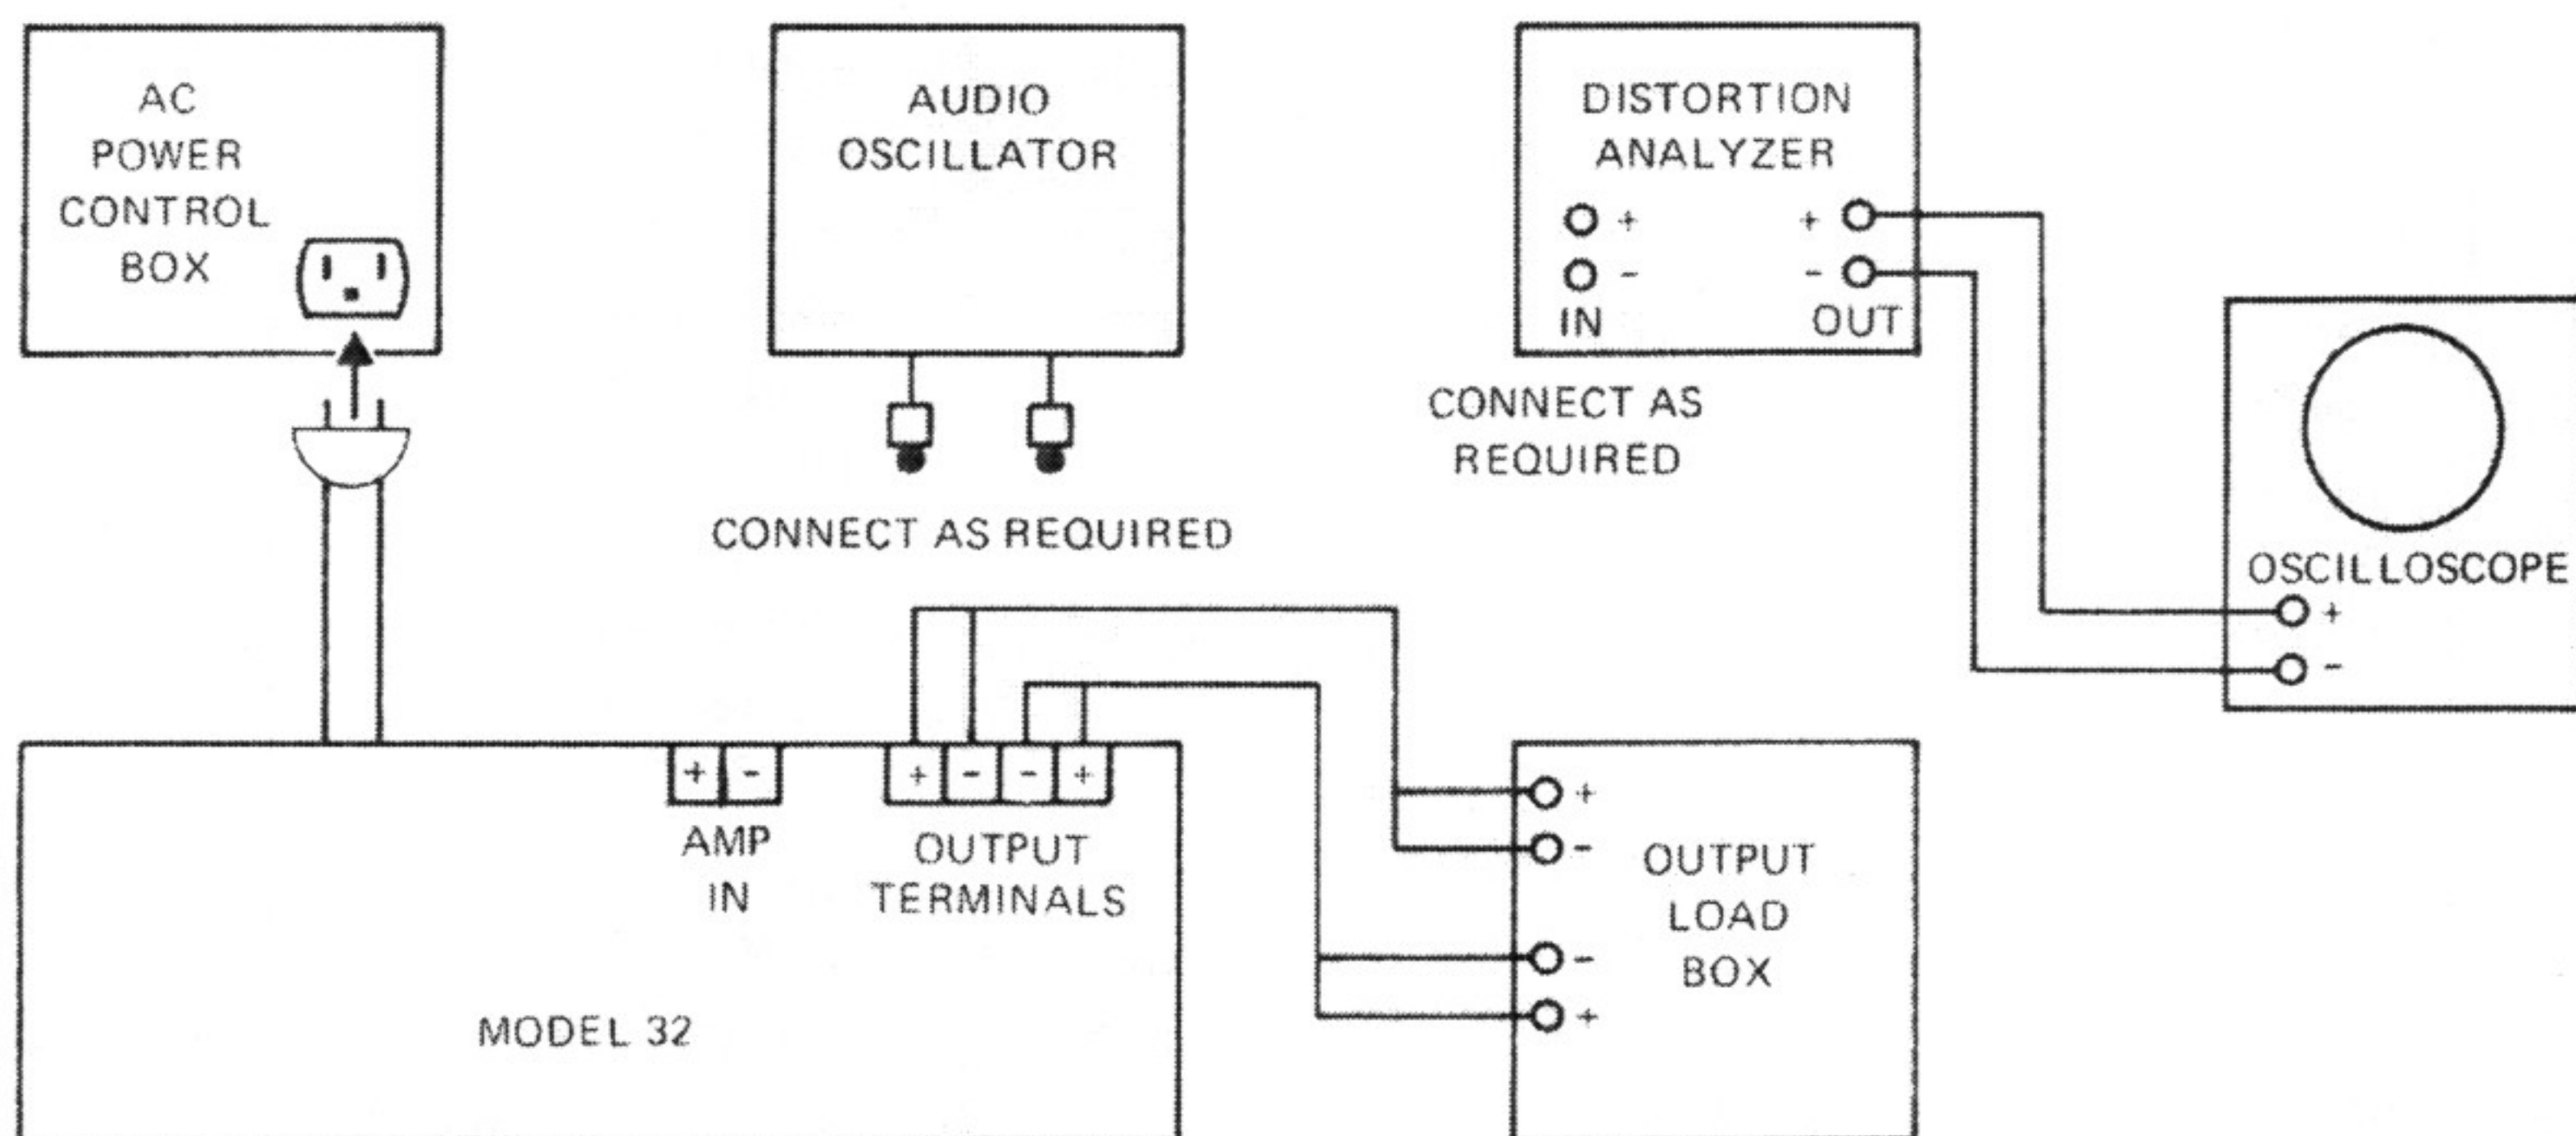 AC
POWER
CONTROL
BOX
AUDIO
OSCILLATOR
CONNECT AS REQUIRED
DISTORTION
ANALYZER
+ +
- -
IN OUT
CONNECT AS
REQUIRED
OSCILLOSCOPE
+
-
+ -
AMP
IN
+ - - +
OUTPUT
TERMINALS
MODEL 32
+
-
-
+
OUTPUT
LOAD
BOX